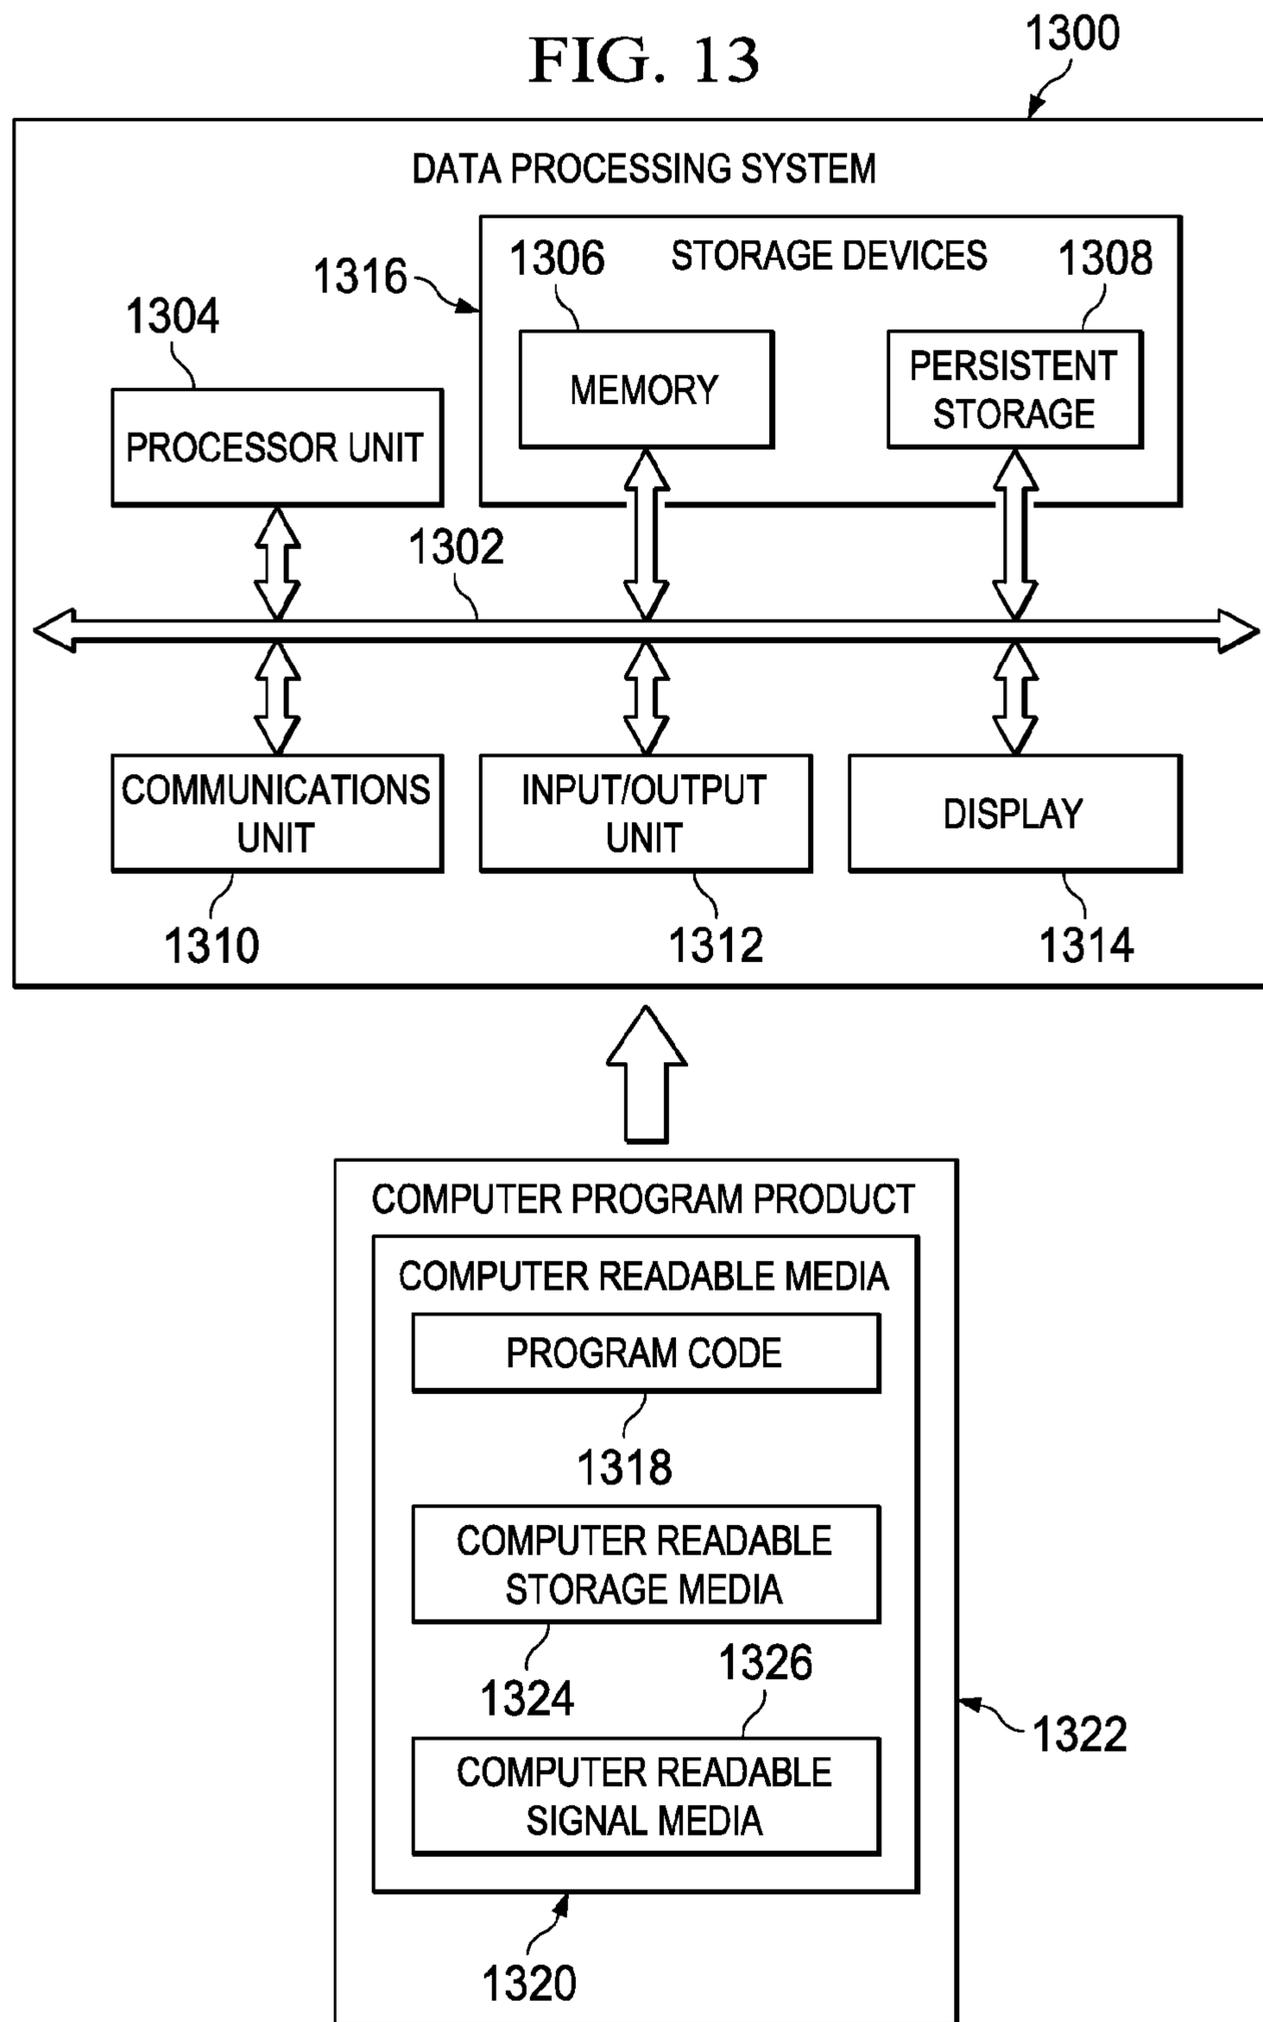 FIG. 13
1300
DATA PROCESSING SYSTEM
1316
1306
STORAGE DEVICES
1308
1304
MEMORY
PERSISTENT
STORAGE
PROCESSOR UNIT
1302
COMMUNICATIONS
UNIT
INPUT/OUTPUT
UNIT
DISPLAY
1310
1312
1314
COMPUTER PROGRAM PRODUCT
COMPUTER READABLE MEDIA
PROGRAM CODE
1318
COMPUTER READABLE
STORAGE MEDIA
1324
1326
COMPUTER READABLE
SIGNAL MEDIA
1322
1320